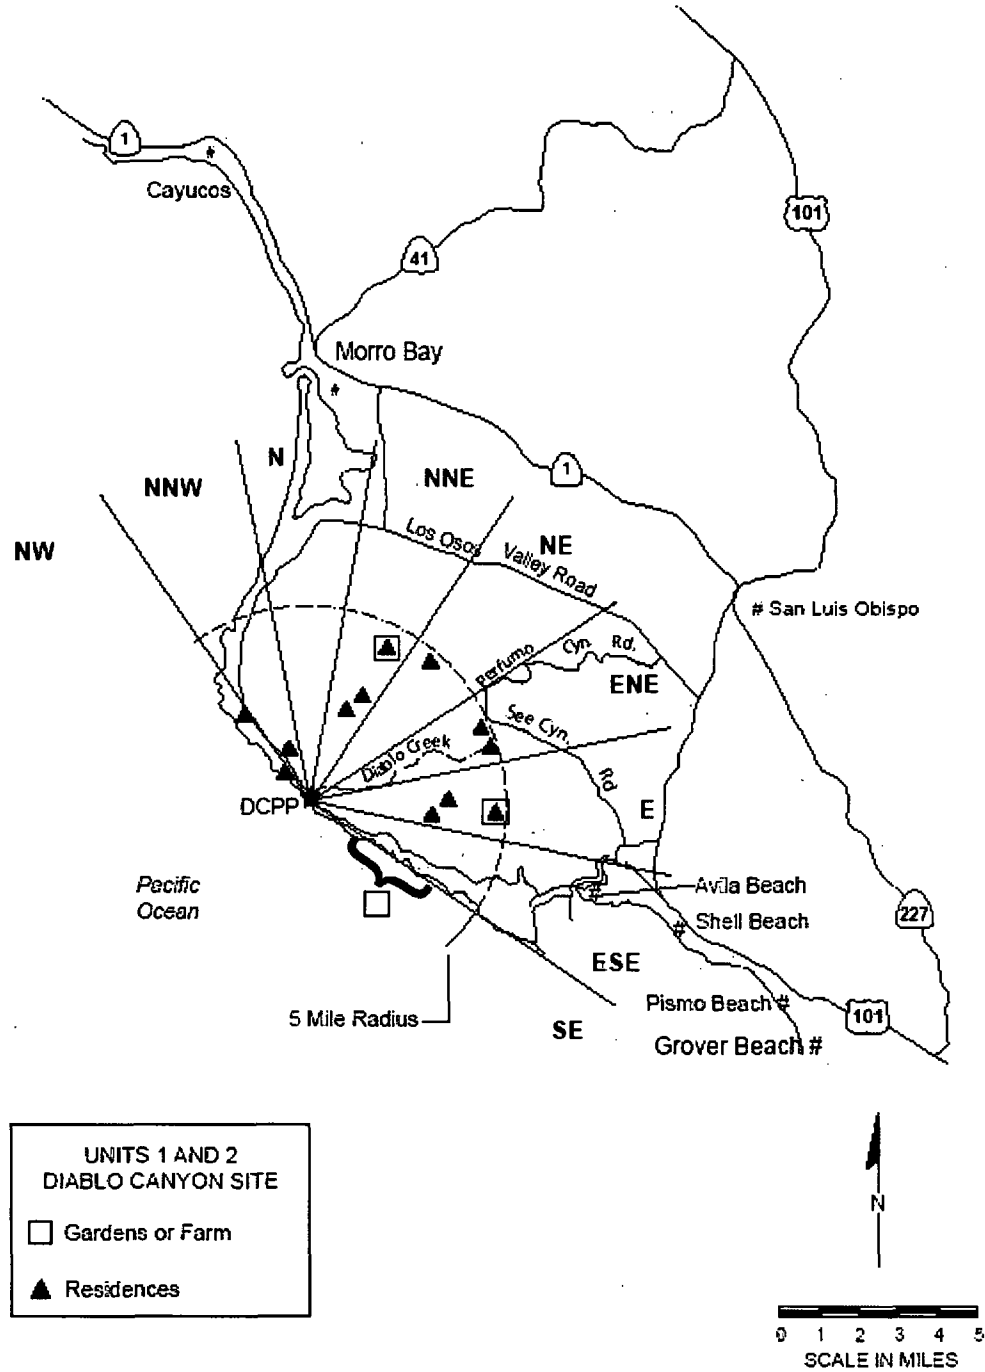 1
#
Cayucos
101
41
Morro Bay
#
N
NNW
NNE
1
NW
Los Osos Valley Road
NE
# San Luis Obispo
Perfumo Cyn. Rd.
ENE
See Cyn. Rd
Diablo Creek
DCPP
E
Pacific
Ocean
Avila Beach
#
Shell Beach
#
227
ESE
5 Mile Radius
Pismo Beach #
101
SE
Grover Beach #
UNITS 1 AND 2
DIABLO CANYON SITE
Gardens or Farm
Residences
N
0 1 2 3 4 5
SCALE IN MILES